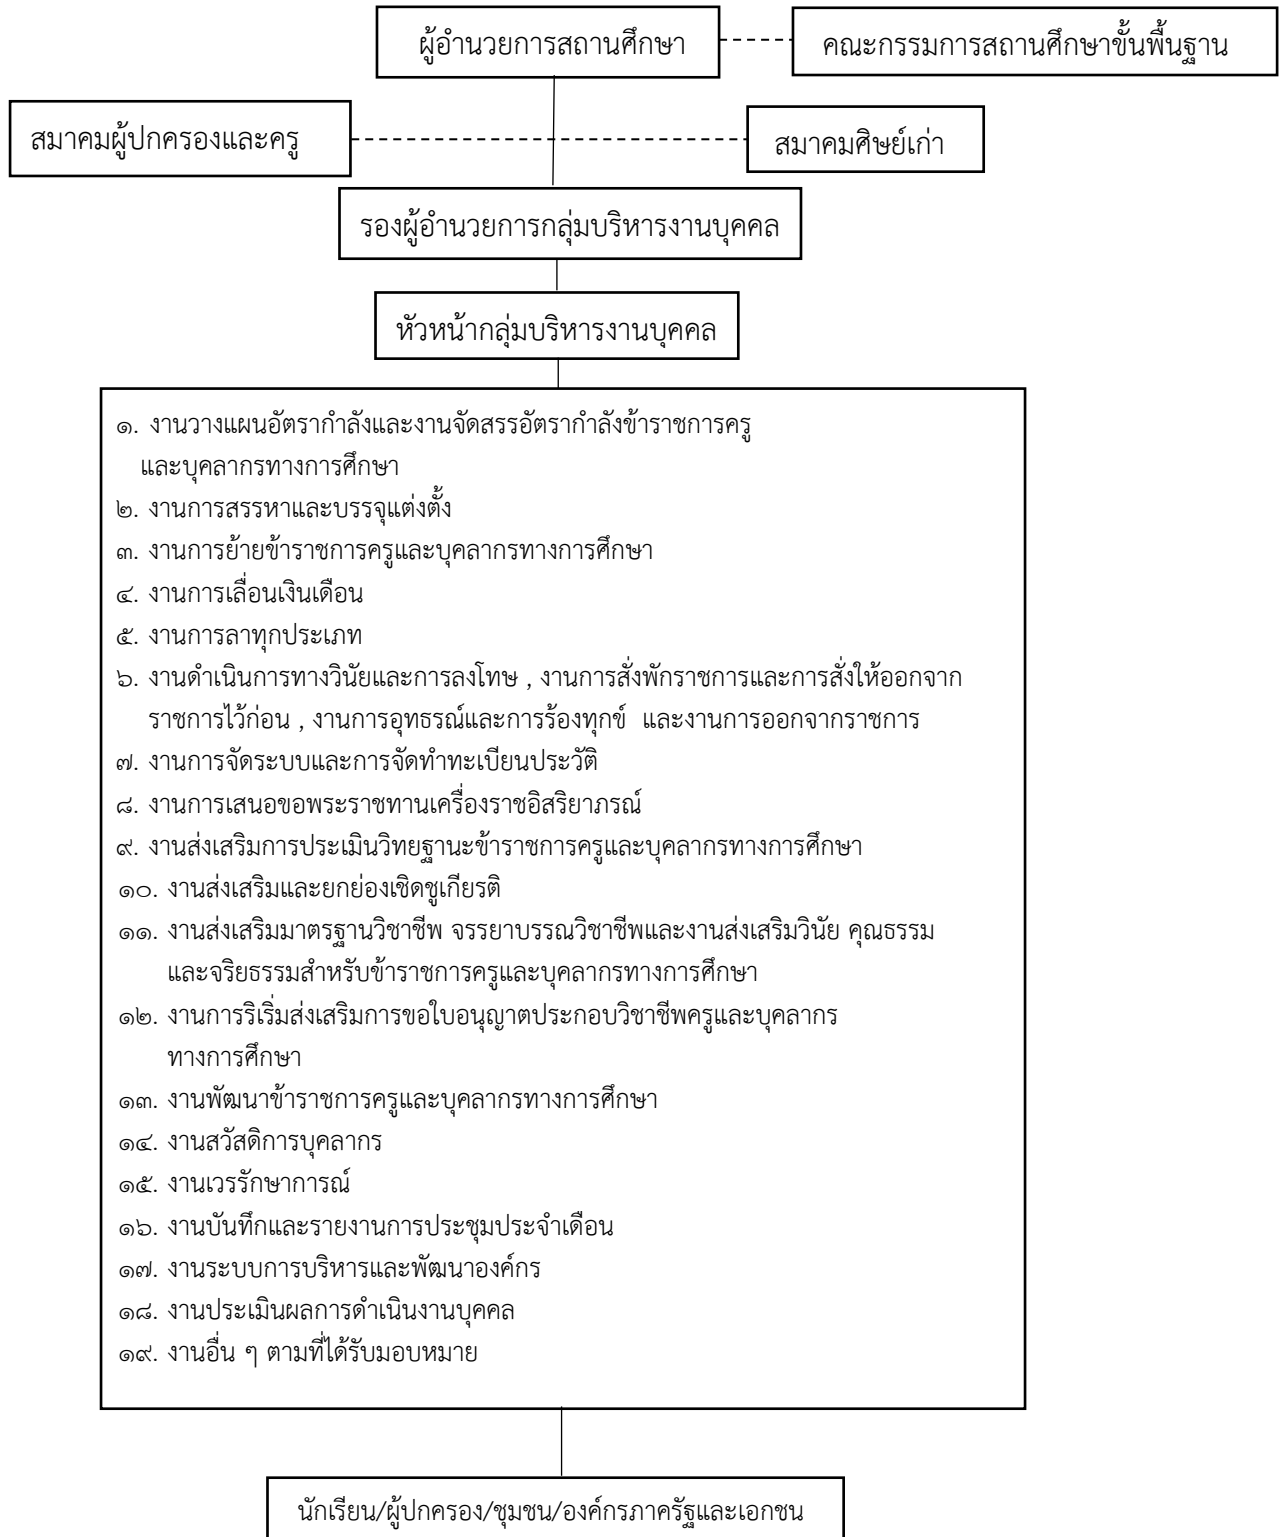 ผู้อำนวยการสถานศึกษา
คณะกรรมการสถานศึกษาขั้นพื้นฐาน
สมาคมผู้ปกครองและครู
สมาคมศิษย์เก่า
รองผู้อำนวยการกลุ่มบริหารงานบุคคล
หัวหน้ากลุ่มบริหารงานบุคคล
๑. งานวางแผนอัตรากำลังและงานจัดสรรอัตรากำลังข้าราชการครู
และบุคลากรทางการศึกษา
๒. งานการสรรหาและบรรจุแต่งตั้ง
๓. งานการย้ายข้าราชการครูและบุคลากรทางการศึกษา
๔. งานการเลื่อนเงินเดือน
๕. งานการลาทุกประเภท
๖. งานดำเนินการทางวินัยและการลงโทษ , งานการสั่งพักราชการและการสั่งให้ออกจาก
ราชการไว้ก่อน , งานการอุทธรณ์และการร้องทุกข์ และงานการออกจากราชการ
๗. งานการจัดระบบและการจัดทำทะเบียนประวัติ
๘. งานการเสนอขอพระราชทานเครื่องราชอิสริยาภรณ์
๙. งานส่งเสริมการประเมินวิทยฐานะข้าราชการครูและบุคลากรทางการศึกษา
๑๐. งานส่งเสริมและยกย่องเชิดชูเกียรติ
๑๑. งานส่งเสริมมาตรฐานวิชาชีพ จรรยาบรรณวิชาชีพและงานส่งเสริมวินัย คุณธรรม
และจริยธรรมสำหรับข้าราชการครูและบุคลากรทางการศึกษา
๑๒. งานการริเริ่มส่งเสริมการขอใบอนุญาตประกอบวิชาชีพครูและบุคลากร
ทางการศึกษา
๑๓. งานพัฒนาข้าราชการครูและบุคลากรทางการศึกษา
๑๔. งานสวัสดิการบุคลากร
๑๕. งานเวรรักษาการณ์
๑๖. งานบันทึกและรายงานการประชุมประจำเดือน
๑๗. งานระบบการบริหารและพัฒนาองค์กร
๑๘. งานประเมินผลการดำเนินงานบุคคล
๑๙. งานอื่น ๆ ตามที่ได้รับมอบหมาย
นักเรียน/ผู้ปกครอง/ชุมชน/องค์กรภาครัฐและเอกชน